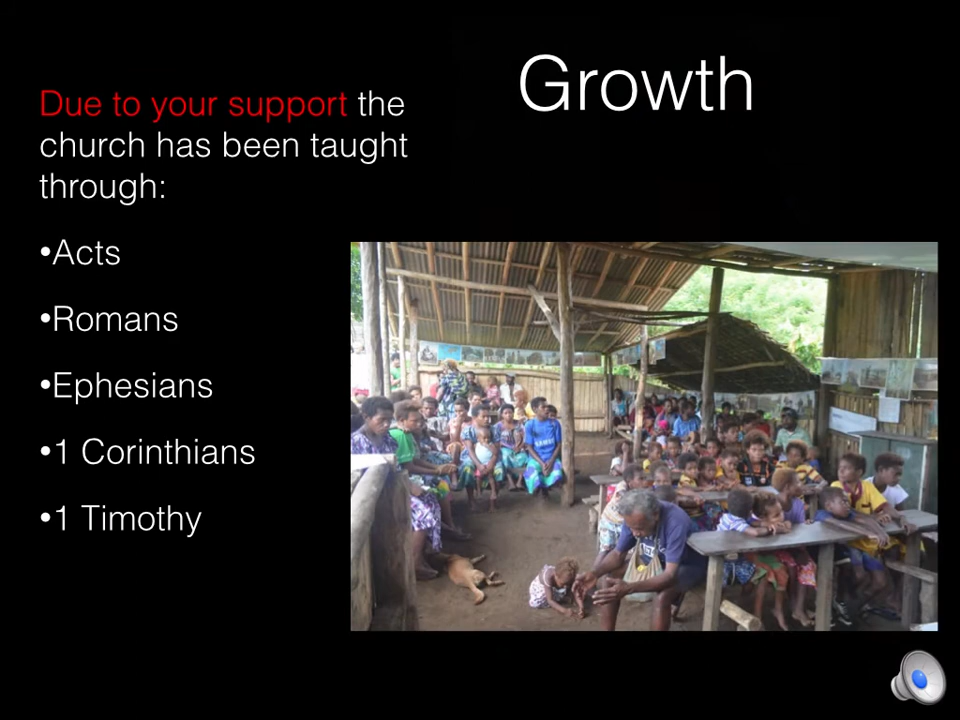 Growth
Due to your support the
church has been taught
through:
•Acts
•Romans
•Ephesians
•1 Corinthians
•1 Timothy